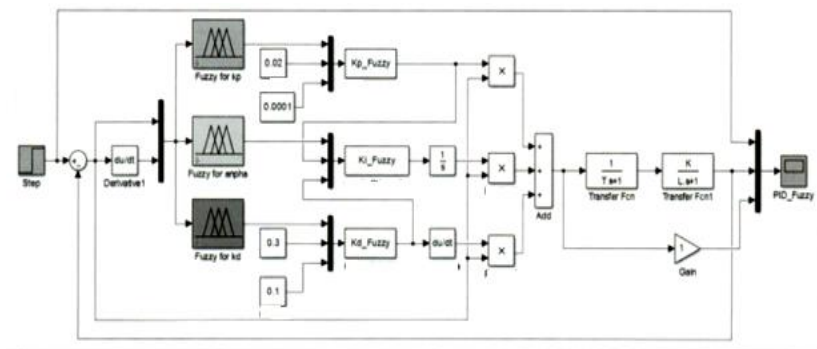 Fuzzy for kp
0.02
0.0001
Kp_Fuzzy
×
Step
+
-
du/dt
Derivative1
Fuzzy for anpha
Ki_Fuzzy
1
s
×
+
+
+
Add
1
T.s+1
Transfer Fcn
K
L.s+1
Transfer Fcn1
PID_Fuzzy
Fuzzy for kd
0.3
0.1
Kd_Fuzzy
du/dt
×
1
Gain